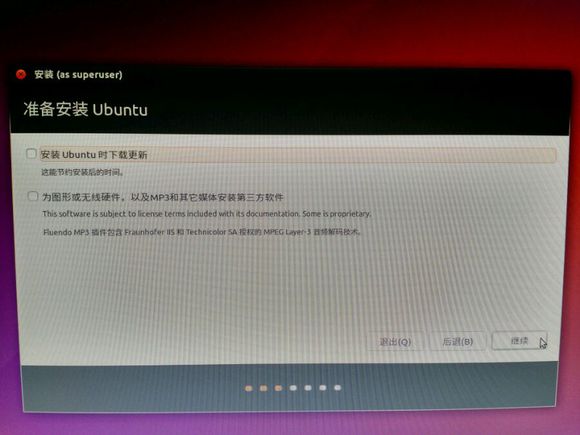 安装 (as superuser)
准备安装 Ubuntu
安装 Ubuntu 时下载更新
这能节约安装后的时间。
为图形或无线硬件，以及MP3和其它媒体安装第三方软件
This software is subject to license terms included with its documentation. Some is proprietary.
Fluendo MP3 插件包含 Fraunhofer IIS 和 Technicolor SA 授权的 MPEG Layer-3 音频解码技术。
退出(Q) 后退(B) 继续